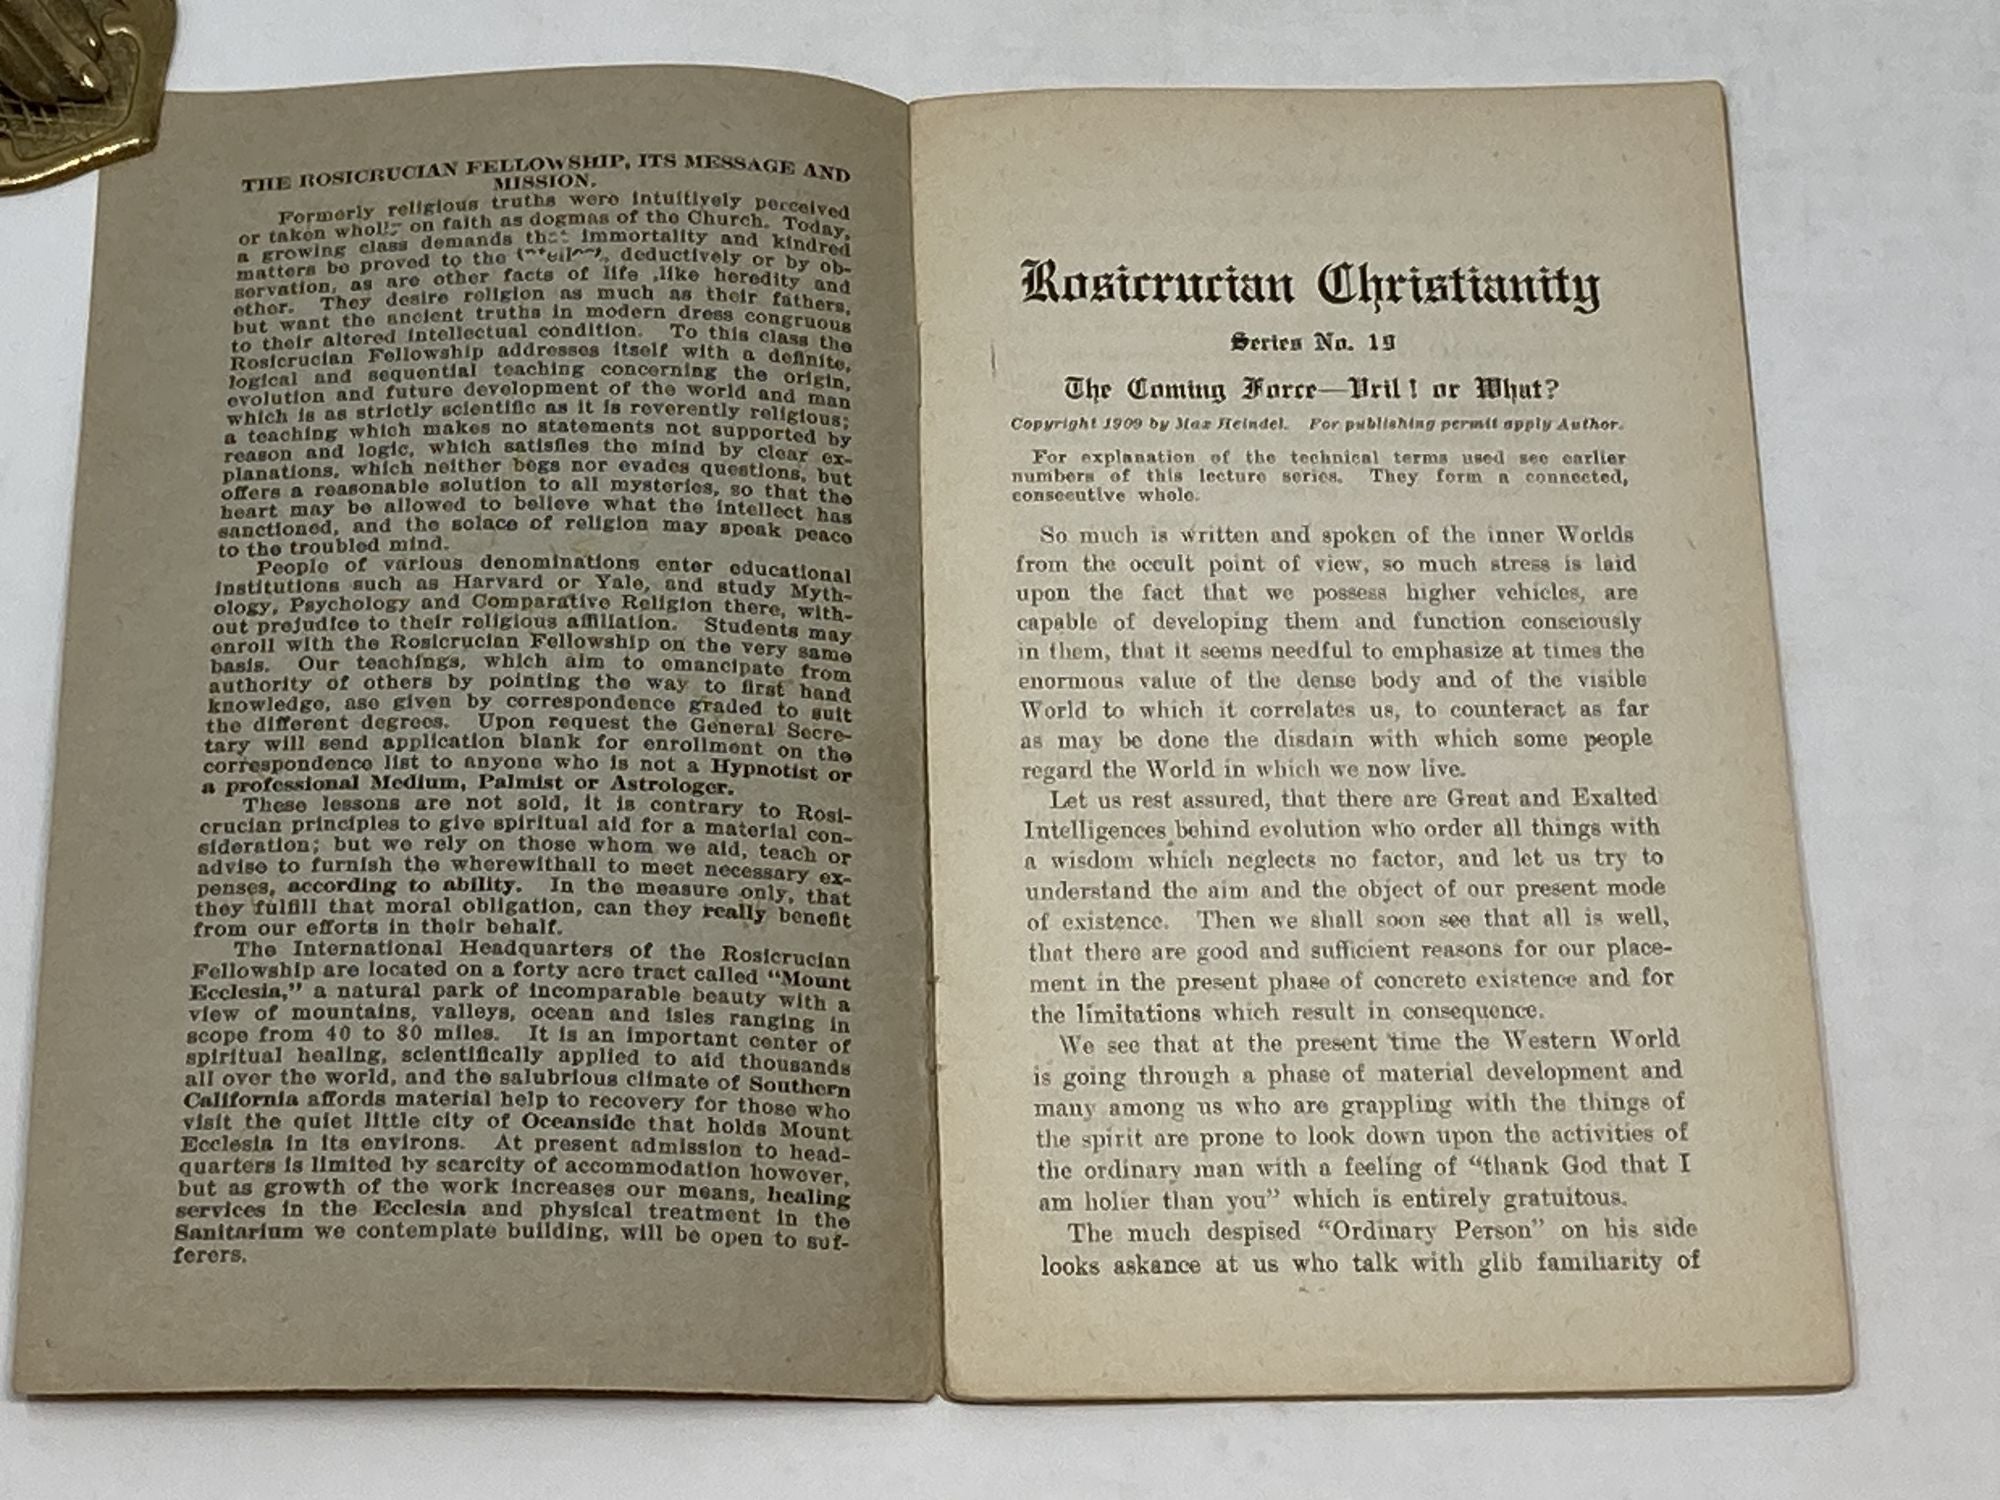 THE ROSICRUCIAN FELLOWSHIP, ITS MESSAGE AND
MISSION.
Formerly religious truths were intuitively perceived
or taken wholly on faith as dogmas of the Church. Today,
a growing class demands that immortality and kindred
matters be proved to the deductively or by ob-
servation, as are other facts of life ,like heredity and
ether. They desire religion as much as their fathers,
but want the ancient truths in modern dress congruous
to their altered intellectual condition. To this class the
Rosicrucian Fellowship addresses itself with a definite,
logical and sequential teaching concerning the origin,
evolution and future development of the world and man
which is as strictly scientific as it is reverently religious;
a teaching which makes no statements not supported by
reason and logic, which satisfies the mind by clear ex-
planations, which neither begs nor evades questions, but
offers a reasonable solution to all mysteries, so that the
heart may be allowed to believe what the intellect has
sanctioned, and the solace of religion may speak peace
to the troubled mind.
People of various denominations enter educational
institutions such as Harvard or Yale, and study Myth-
ology, Psychology and Comparative Religion there, with-
out prejudice to their religious affiliation. Students may
enroll with the Rosicrucian Fellowship on the very same
basis. Our teachings, which aim to emancipate from
authority of others by pointing the way to first hand
knowledge, ase given by correspondence graded to suit
the different degrees. Upon request the General Secre-
tary will send application blank for enrollment on the
correspondence list to anyone who is not a Hypnotist or
a professional Medium, Palmist or Astrologer.
These lessons are not sold, it is contrary to Rosi-
crucian principles to give spiritual aid for a material con-
sideration; but we rely on those whom we aid, teach or
advise to furnish the wherewithall to meet necessary ex-
penses, according to ability. In the measure only, that
they fulfill that moral obligation, can they really benefit
from our efforts in their behalf.
The International Headquarters of the Rosicrucian
Fellowship are located on a forty acre tract called "Mount
Ecclesia," a natural park of incomparable beauty with a
view of mountains, valleys, ocean and isles ranging in
scope from 40 to 80 miles. It is an important center of
spiritual healing, scientifically applied to aid thousands
all over the world, and the salubrious climate of Southern
California affords material help to recovery for those who
visit the quiet little city of Oceanside that holds Mount
Ecclesia in its environs. At present admission to head-
quarters is limited by scarcity of accommodation however,
but as growth of the work increases our means, healing
services in the Ecclesia and physical treatment in the
Sanitarium we contemplate building, will be open to suf-
ferers.
Rosicrucian Christianity
Series No. 19
The Coming Force—Vril! or What?
Copyright 1909 by Max Heindel. For publishing permit apply Author.
For explanation of the technical terms used see earlier
numbers of this lecture series. They form a connected,
consecutive whole.
So much is written and spoken of the inner Worlds
from the occult point of view, so much stress is laid
upon the fact that we possess higher vehicles, are
capable of developing them and function consciously
in them, that it seems needful to emphasize at times the
enormous value of the dense body and of the visible
World to which it correlates us, to counteract as far
as may be done the disdain with which some people
regard the World in which we now live.
Let us rest assured, that there are Great and Exalted
Intelligences behind evolution who order all things with
a wisdom which neglects no factor, and let us try to
understand the aim and the object of our present mode
of existence. Then we shall soon see that all is well,
that there are good and sufficient reasons for our place-
ment in the present phase of concrete existence and for
the limitations which result in consequence.
We see that at the present time the Western World
is going through a phase of material development and
many among us who are grappling with the things of
the spirit are prone to look down upon the activities of
the ordinary man with a feeling of "thank God that I
am holier than you" which is entirely gratuitous.
The much despised "Ordinary Person" on his side
looks askance at us who talk with glib familiarity of